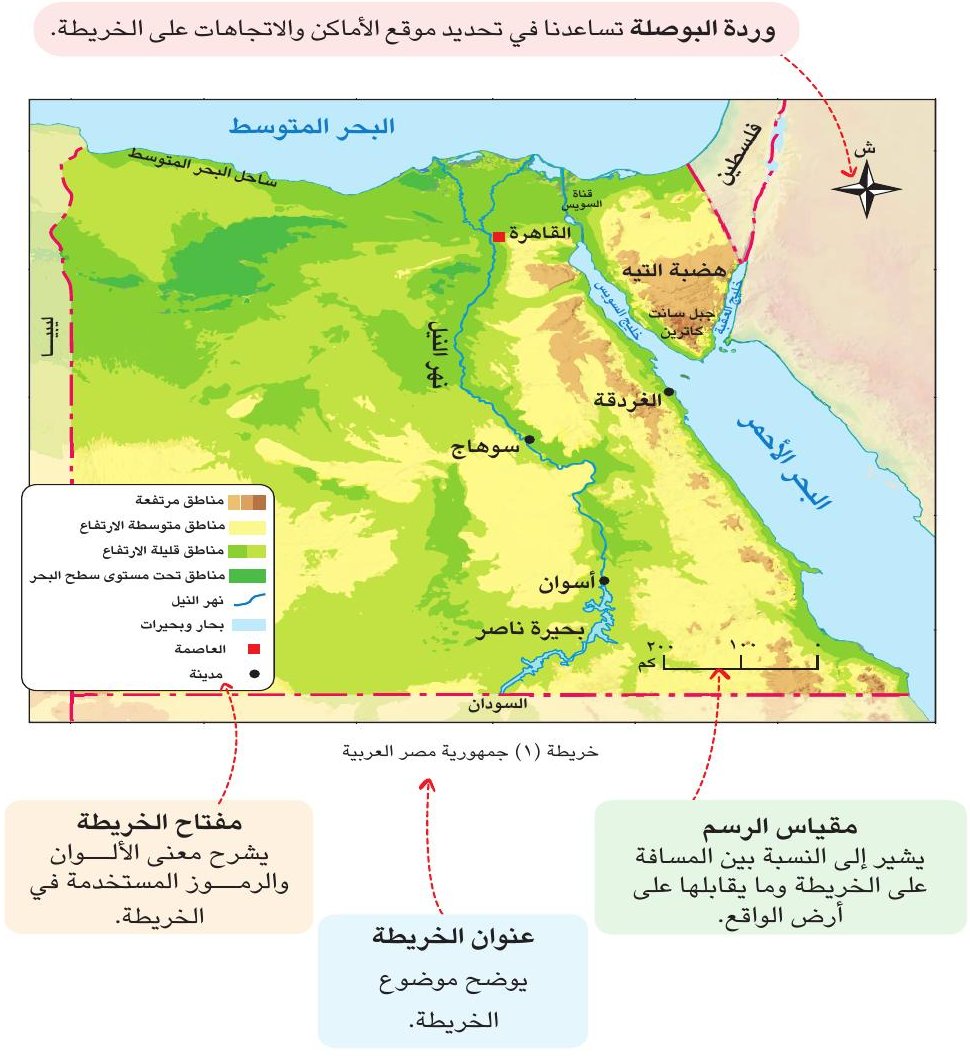 وردة البوصلة تساعدنا في تحديد موقع الأماكن والاتجاهات على الخريطة.
البحر المتوسط
ساحل البحر المتوسط
فلسطين
ش
قناة
السويس
القاهرة
هضبة التيه
خليج السويس
خليج العقبة
جبل سانت
كاترين
ليبيا
نهر النيل
الغردقة
البحر الأحمر
سوهاج
أسوان
بحيرة ناصر
٢٠٠ ١٠٠ ٠
كم
السودان
مناطق مرتفعة
مناطق متوسطة الارتفاع
مناطق قليلة الارتفاع
مناطق تحت مستوى سطح البحر
نهر النيل
بحار وبحيرات
العاصمة
مدينة
خريطة (١) جمهورية مصر العربية
مقياس الرسم
يشير إلى النسبة بين المسافة
على الخريطة وما يقابلها على
أرض الواقع.
عنوان الخريطة
يوضح موضوع
الخريطة.
مفتاح الخريطة
يشرح معنى الألــــوان
والرمــــوز المستخدمة في
الخريطة.